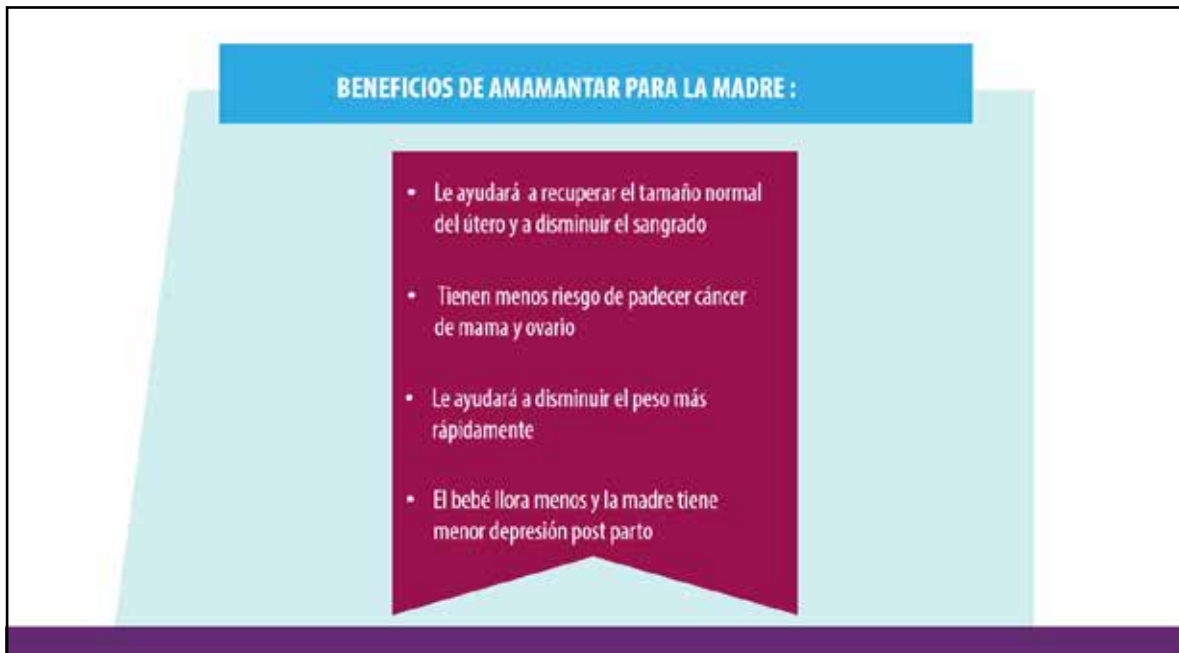 BENEFICIOS DE AMAMANTAR PARA LA MADRE :
• Le ayudará a recuperar el tamaño normal
del útero y a disminuir el sangrado
• Tienen menos riesgo de padecer cáncer
de mama y ovario
• Le ayudará a disminuir el peso más
rápidamente
• El bebé llora menos y la madre tiene
menor depresión post parto